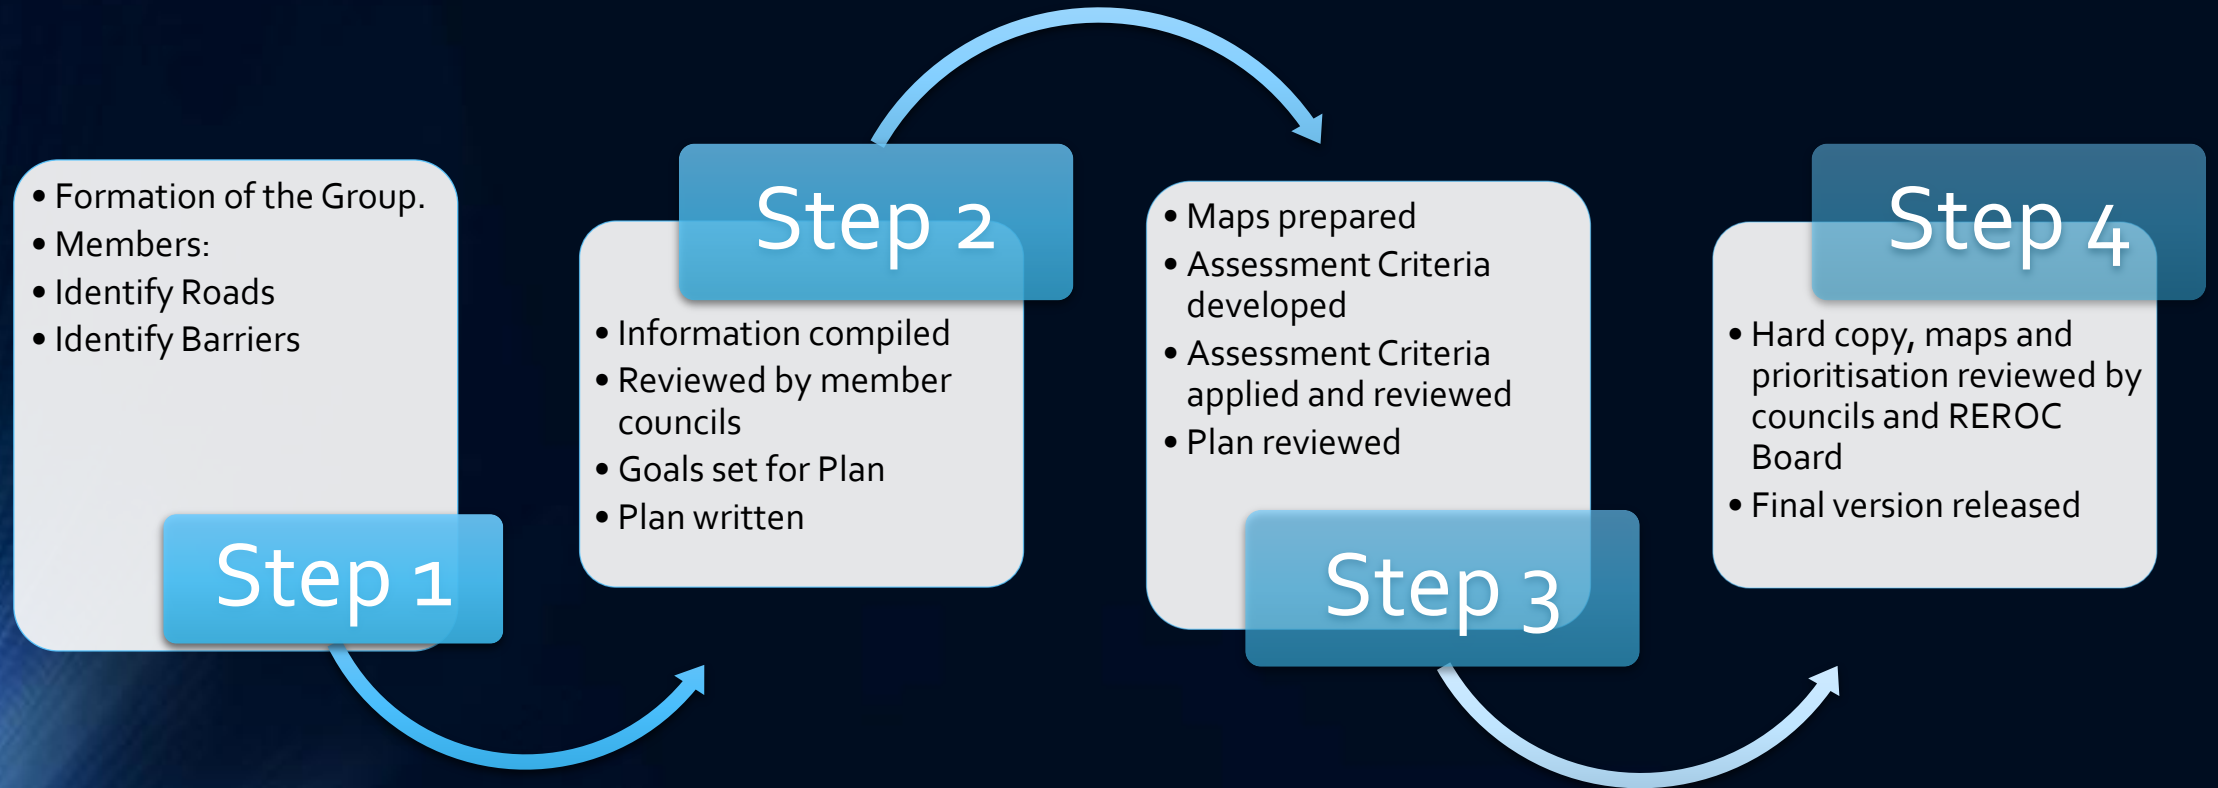 • Formation of the Group.
• Members:
• Identify Roads
• Identify Barriers
Step 1
Step 2
• Information compiled
• Reviewed by member
councils
• Goals set for Plan
• Plan written
• Maps prepared
• Assessment Criteria
developed
• Assessment Criteria
applied and reviewed
• Plan reviewed
Step 3
Step 4
• Hard copy, maps and
prioritisation reviewed by
councils and REROC
Board
• Final version released